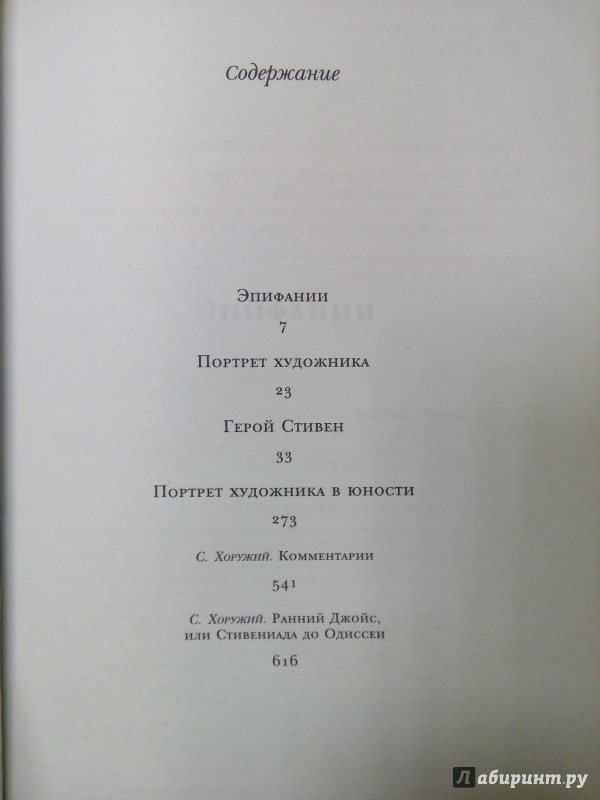 Содержание
Эпифании
7
Портрет художника
23
Герой Стивен
33
Портрет художника в юности
273
С. Хоружий. Комментарии
541
С. Хоружий. Ранний Джойс,
или Стивениада до Одиссеи
616
Лабиринт.ру